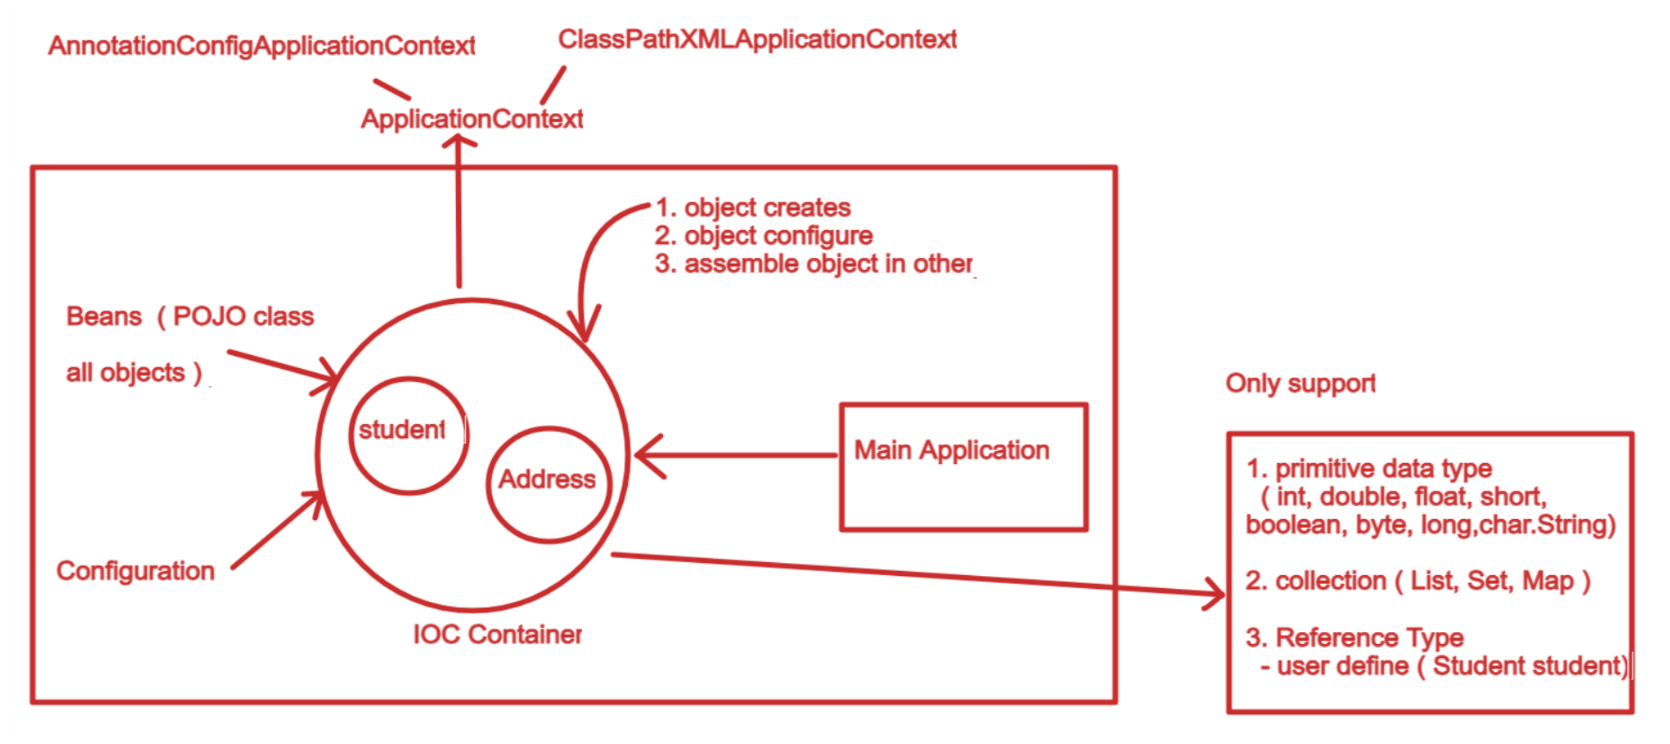 AnnotationConfigApplicationContext
ClassPathXMLApplicationContext
ApplicationContext
1. object creates
2. object configure
3. assemble object in other
Beans ( POJO class
all objects )
student
Address
Main Application
Configuration
IOC Container
Only support
1. primitive data type
( int, double, float, short,
boolean, byte, long,char.String)
2. collection ( List, Set, Map )
3. Reference Type
- user define ( Student student)